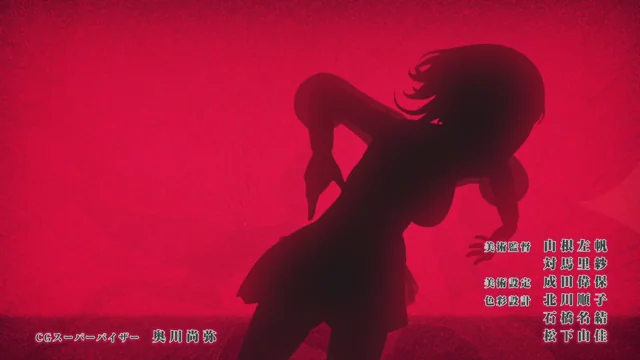 美術監督 山根左帆
対馬里紗
美術設定 成田偉保
色彩設計 北川順子
石橋名結
松下由佳
CGスーパーバイザー 奥川尚弥